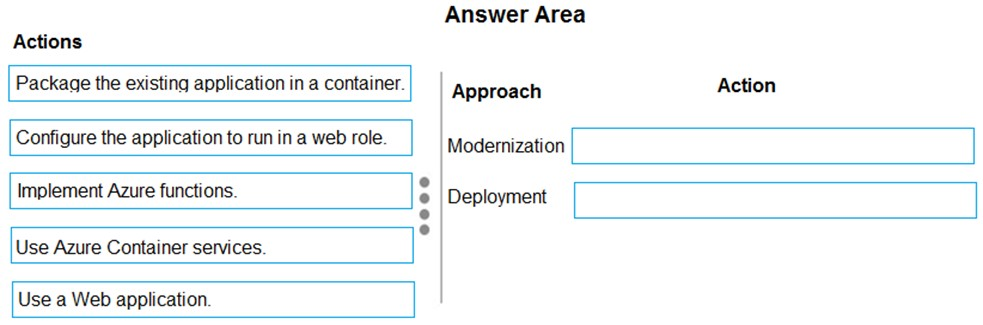 Answer Area
Actions
Package the existing application in a container.
Configure the application to run in a web role.
Implement Azure functions.
Use Azure Container services.
Use a Web application.
Approach Action
Modernization
Deployment